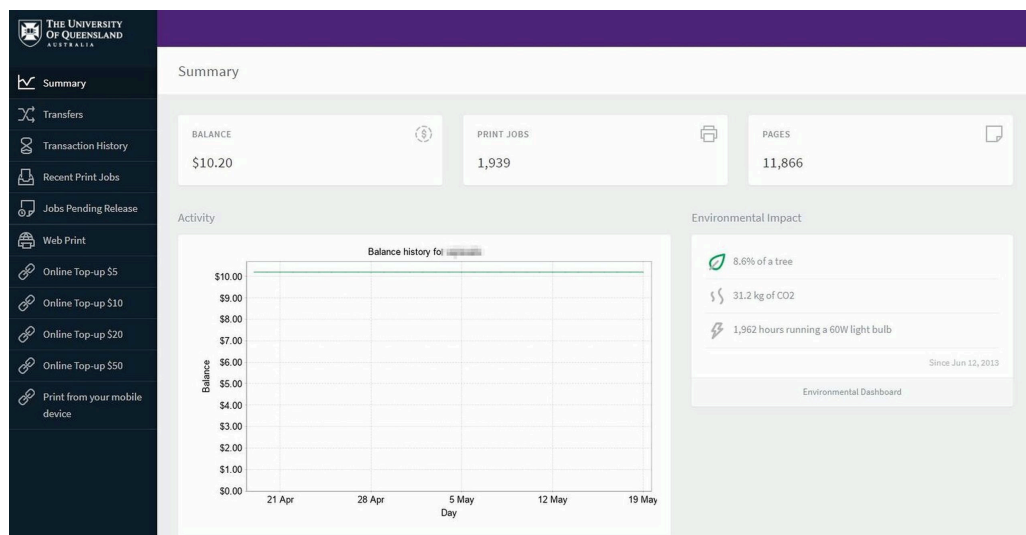 THE UNIVERSITY
OF QUEENSLAND
AUSTRALIA
Summary
Transfers
Transaction History
Recent Print Jobs
Jobs Pending Release
Web Print
Online Top-up $5
Online Top-up $10
Online Top-up $20
Online Top-up $50
Print from your mobile
device
Summary
BALANCE
$10.20
PRINT JOBS
1,939
PAGES
11,866
Activity
Balance history for
$10.00
$9.00
$8.00
$7.00
$6.00
$5.00
$4.00
$3.00
$2.00
$1.00
$0.00
Balance
21 Apr
28 Apr
5 May
12 May
19 May
Day
Environmental Impact
8.6% of a tree
31.2 kg of CO2
1,962 hours running a 60W light bulb
Since Jun 12, 2013
Environmental Dashboard